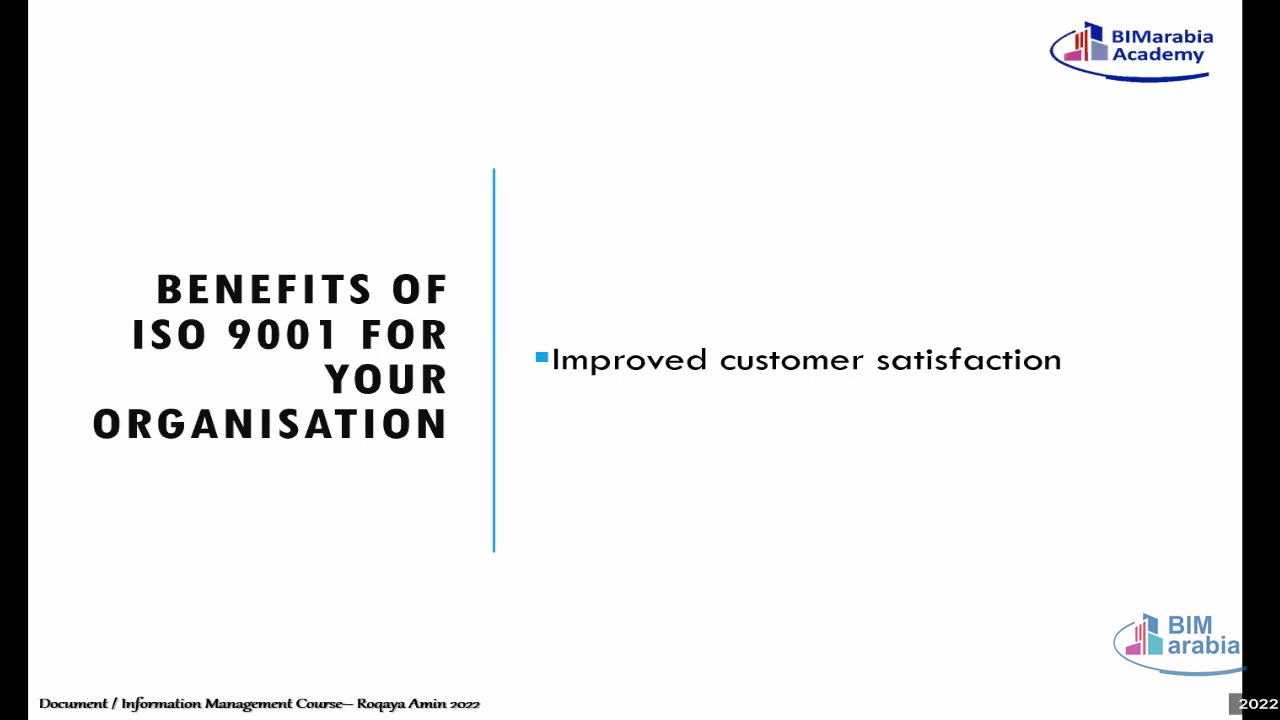 BIMarabia
Academy
BENEFITS OF
ISO 9001 FOR
YOUR
ORGANISATION
Improved customer satisfaction
BIM
arabia
Document / Information Management Course– Roqaya Amin 2022
2022